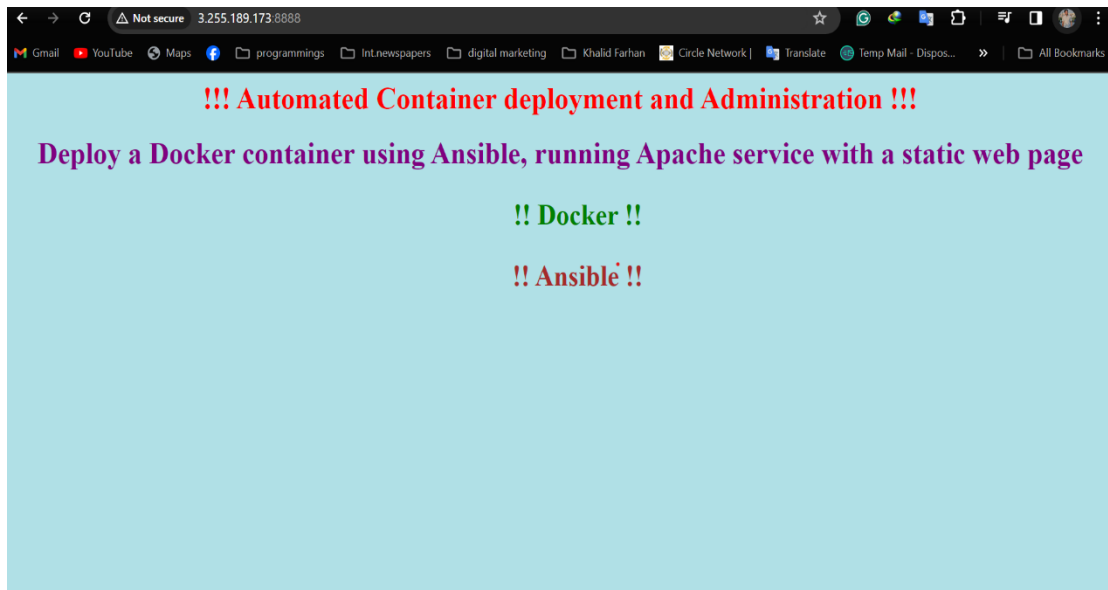 Not secure 3.255.189.173:8888
Gmail YouTube Maps programmings Int.newspapers digital marketing Khalid Farhan Circle Network | Translate Temp Mail - Dispos... » All Bookmarks
!!! Automated Container deployment and Administration !!!
Deploy a Docker container using Ansible, running Apache service with a static web page
!! Docker !!
!! Ansible !!